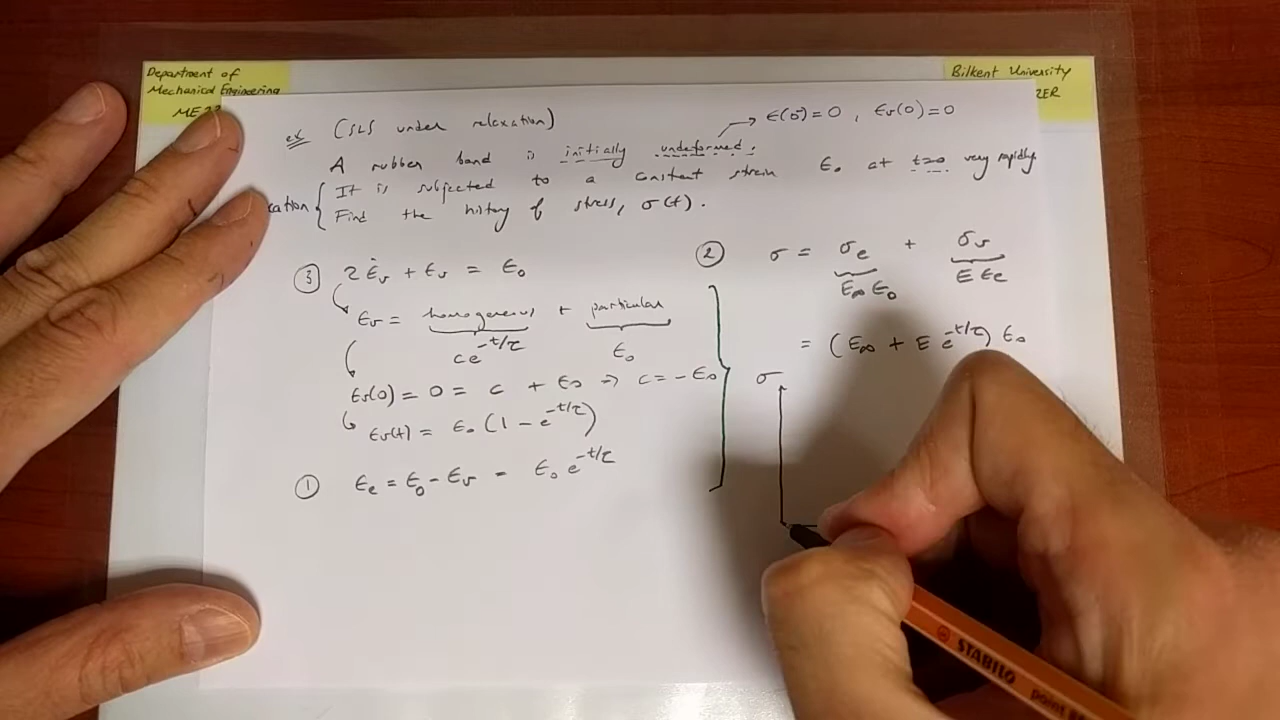 Department of
Mechanical Engineering
Bilkent University
ex (SLS under relaxation)
→ ϵ(0⁻)=0 , ϵv(0)=0
A rubber band is initially undeformed.
It is subjected to a constant strain ϵ₀ at t=0 very rapidly.
Find the history of stress, σ(t).
③ τϵ̇v + ϵv = ϵ₀
ϵv = homogeneous + particular
ce^{-t/τ} ϵ₀
ϵv(0) = 0 = c + ϵ₀ → c = -ϵ₀
ϵv(t) = ϵ₀ (1 - e^{-t/τ})
① ϵe = ϵ₀ - ϵv = ϵ₀ e^{-t/τ}
② σ = σe + σv
E∞ ϵ₀ E ϵe
= (E∞ + E e^{-t/τ}) ϵ₀
σ
STABILO
point